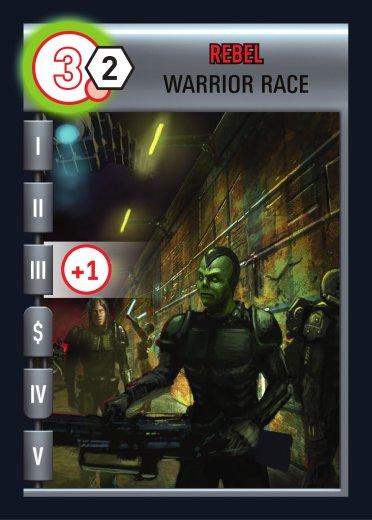 3
2
REBEL
WARRIOR RACE
I
II
III
+1
$
IV
V